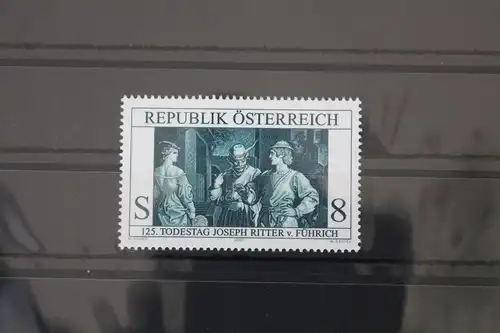 REPUBLIK ÖSTERREICH
S 8
125. TODESTAG JOSEPH RITTER v. FÜHRICH